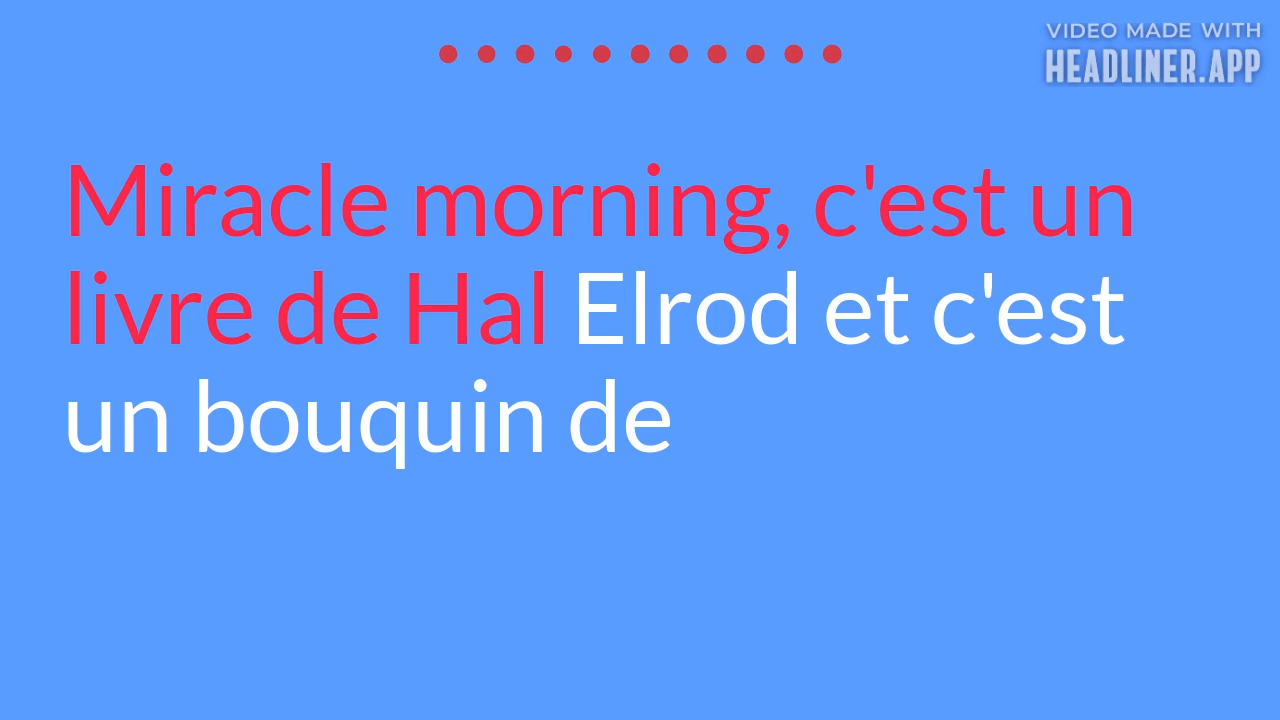 VIDEO MADE WITH
HEADLINER.APP
Miracle morning, c'est un
livre de Hal Elrod et c'est
un bouquin de